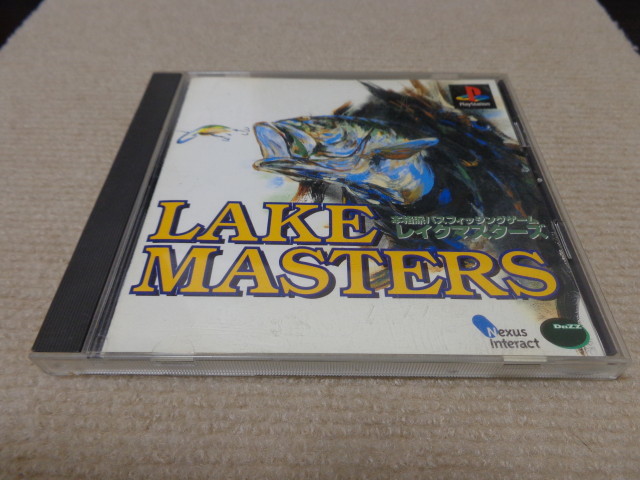 PlayStation
LAKE
本格派バスフィッシングゲーム
レイクマスターズ
MASTERS
Nexus
Interact
DaZZ